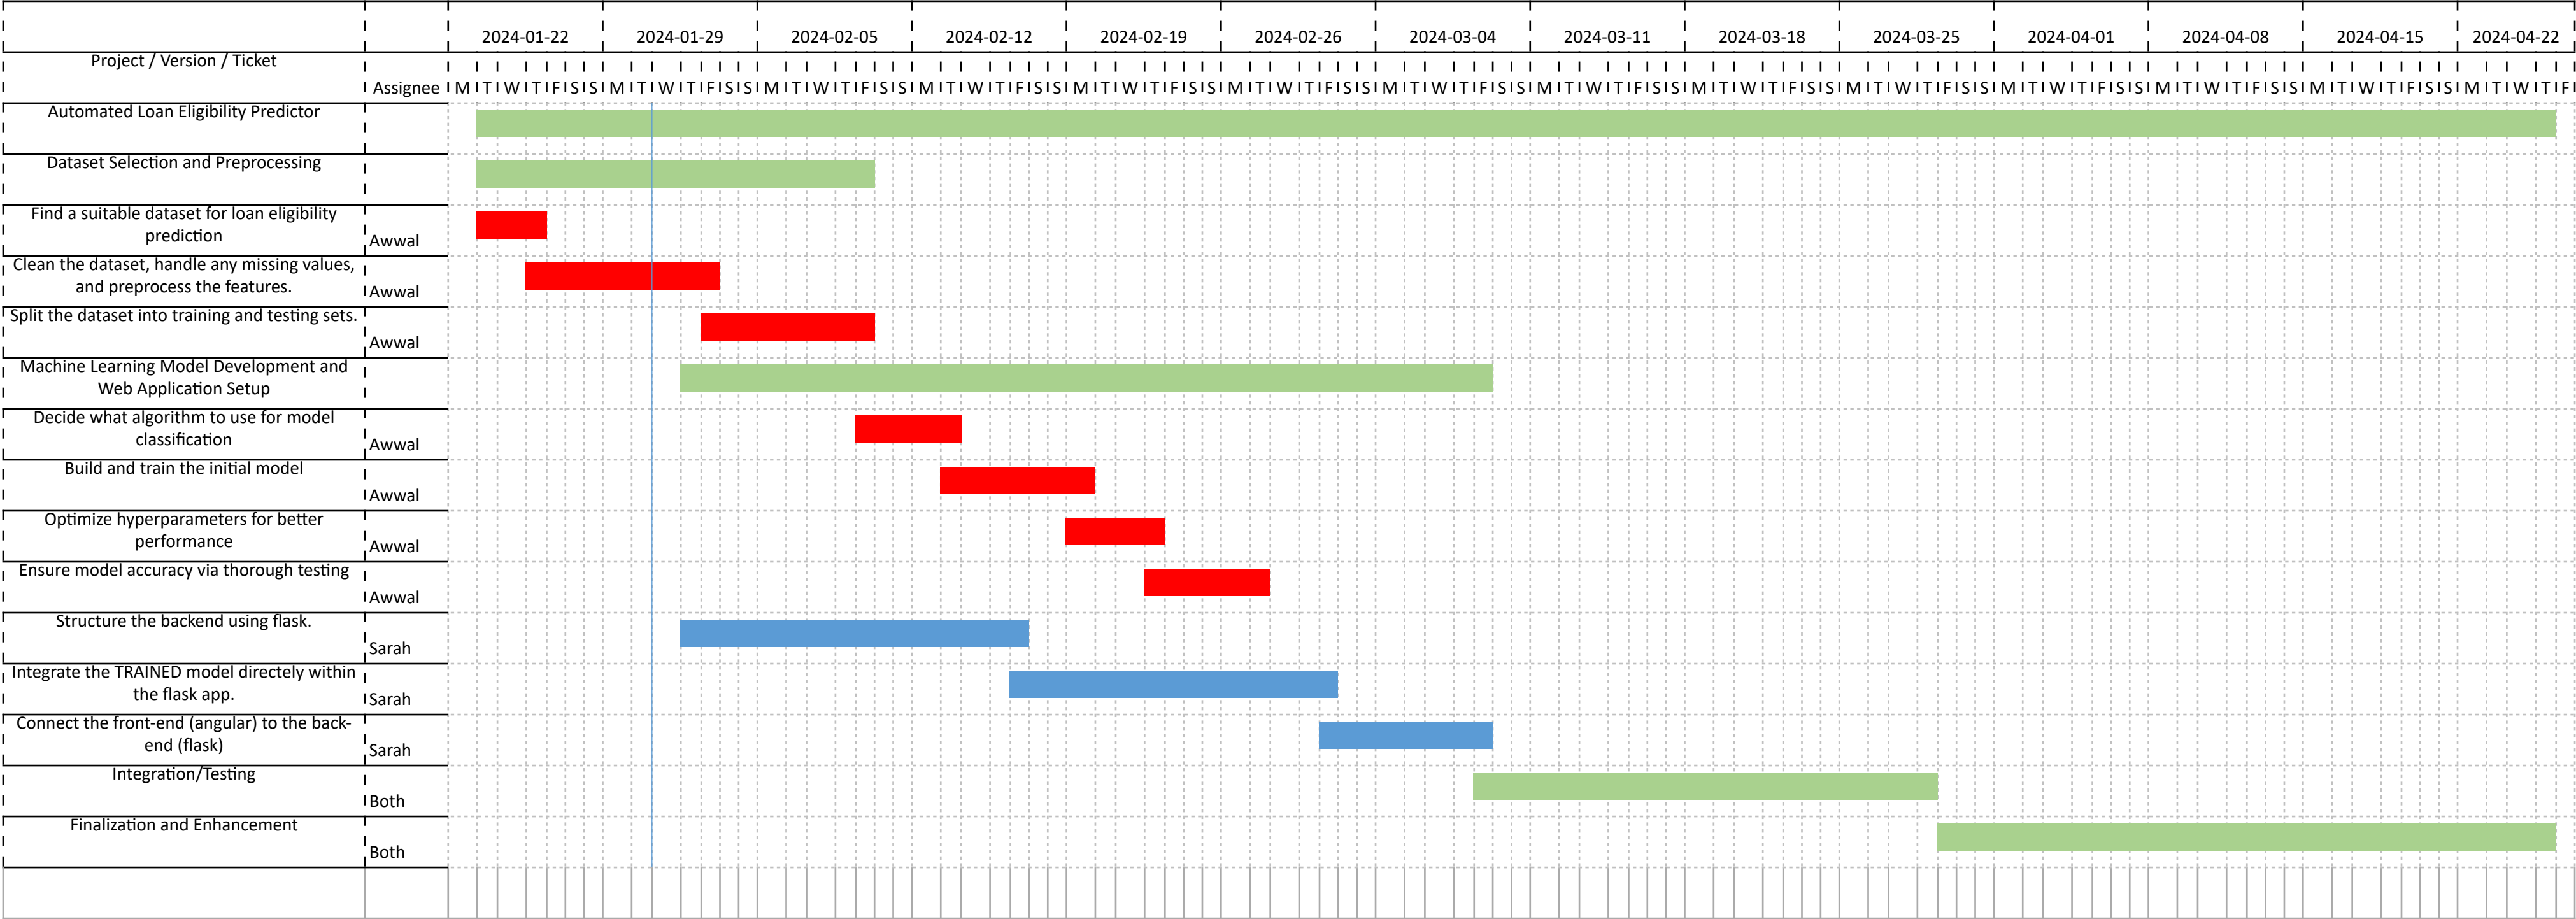 2024-01-22 2024-01-29 2024-02-05 2024-02-12 2024-02-19 2024-02-26 2024-03-04 2024-03-11 2024-03-18 2024-03-25 2024-04-01 2024-04-08 2024-04-15 2024-04-22
Project / Version / Ticket
Assignee M T W T F S S M T W T F S S M T W T F S S M T W T F S S M T W T F S S M T W T F S S M T W T F S S M T W T F S S M T W T F S S M T W T F S S M T W T F S S M T W T F S S M T W T F S S M T W T F
Automated Loan Eligibility Predictor
Dataset Selection and Preprocessing
Find a suitable dataset for loan eligibility
prediction
Awwal
Clean the dataset, handle any missing values,
and preprocess the features.
Awwal
Split the dataset into training and testing sets.
Awwal
Machine Learning Model Development and
Web Application Setup
Decide what algorithm to use for model
classification
Awwal
Build and train the initial model
Awwal
Optimize hyperparameters for better
performance
Awwal
Ensure model accuracy via thorough testing
Awwal
Structure the backend using flask.
Sarah
Integrate the TRAINED model directely within
the flask app.
Sarah
Connect the front-end (angular) to the back-
end (flask)
Sarah
Integration/Testing
Both
Finalization and Enhancement
Both